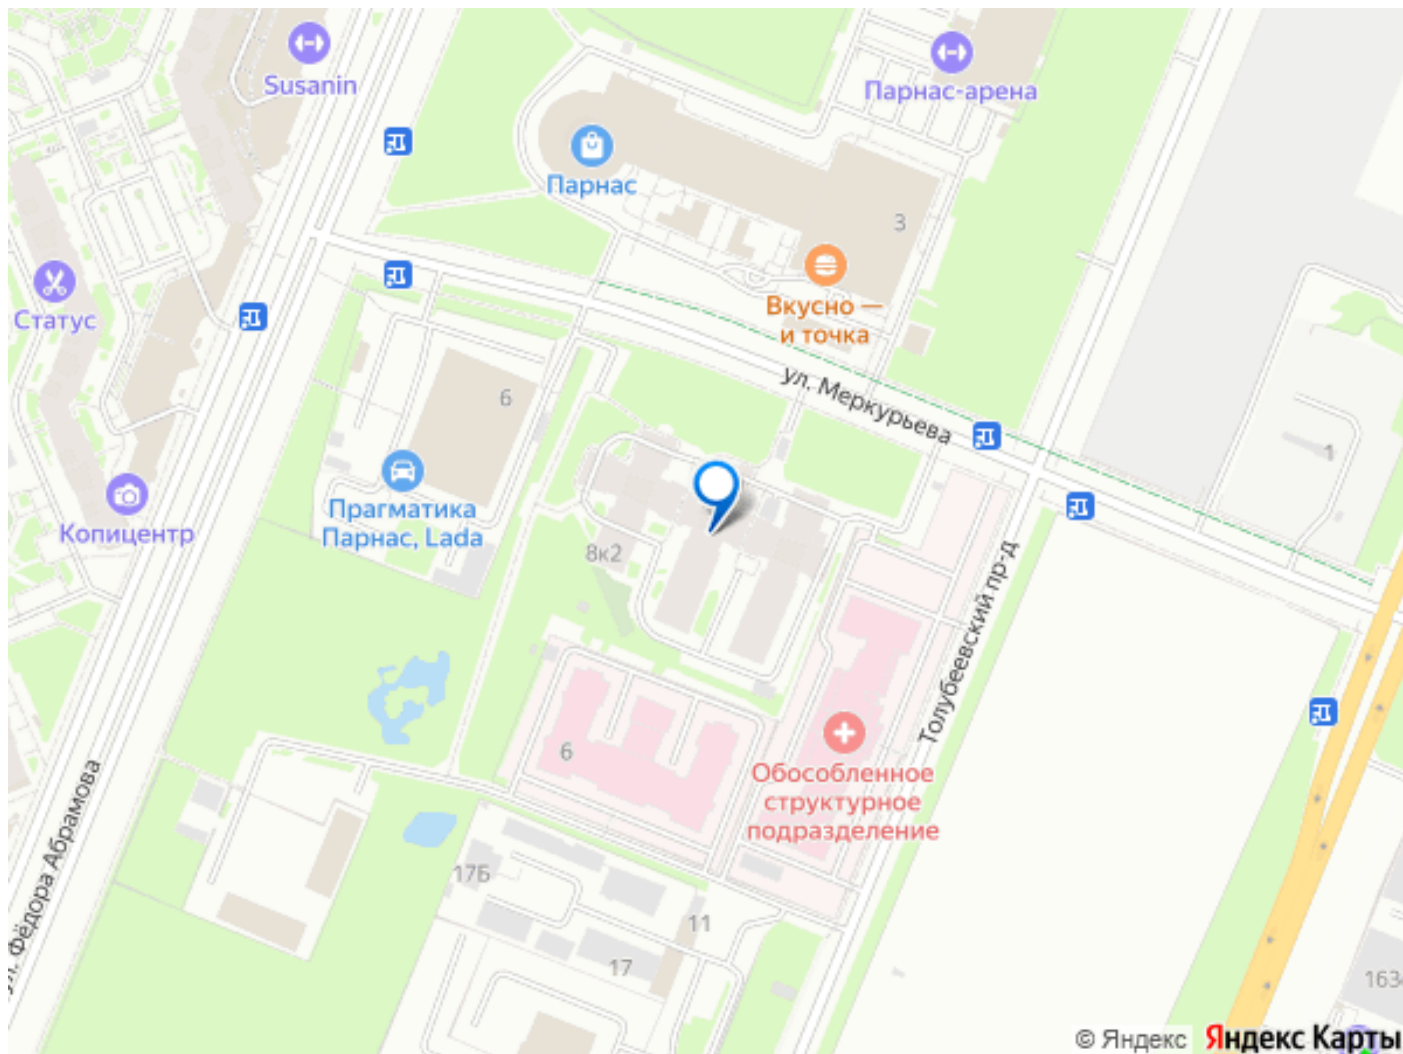 Susanin
Парнас-арена
Парнас
3
Статус
Вкусно —
и точка
ул. Меркурьева
6
1
Прагматика
Парнас, Lada
Копицентр
8к2
Толубеевский пр-д
6
Обособленное
структурное
подразделение
ул. Фёдора Абрамова
17Б
11
17
163
© Яндекс
Яндекс Карты